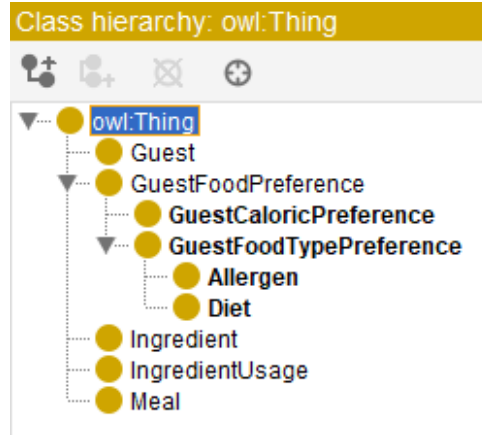 Class hierarchy: owl:Thing
owl:Thing
Guest
GuestFoodPreference
GuestCaloricPreference
GuestFoodTypePreference
Allergen
Diet
Ingredient
IngredientUsage
Meal